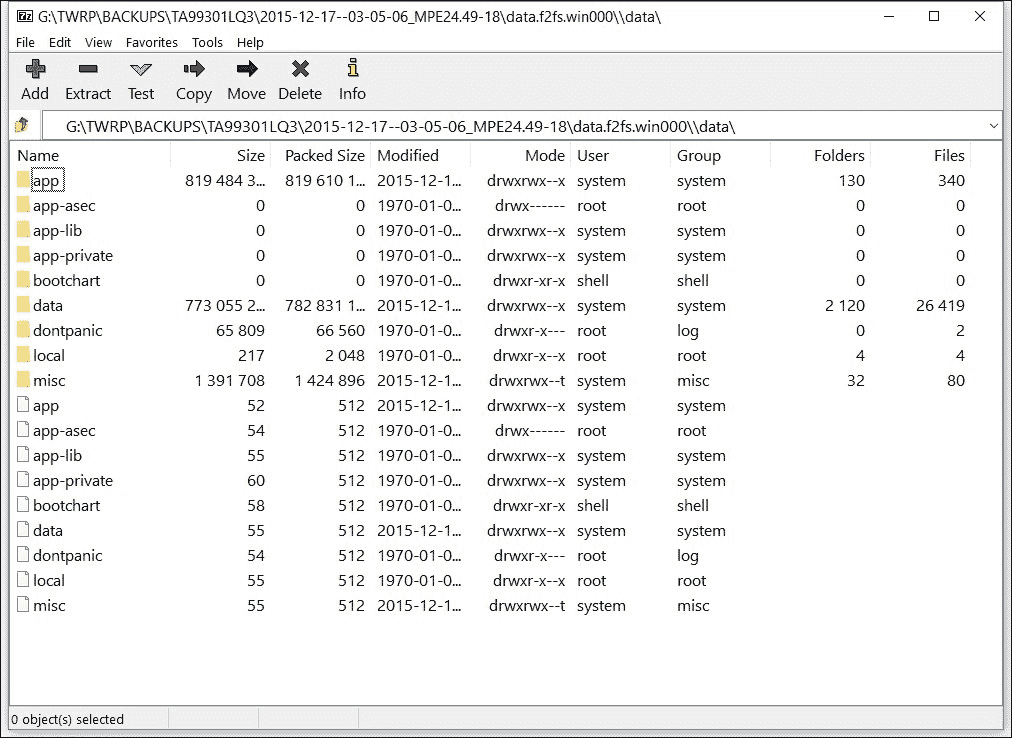 G:\TWRP\BACKUPS\TA99301LQ3\2015-12-17--03-05-06_MPE24.49-18\data.f2fs.win000\\data\
File Edit View Favorites Tools Help
Add Extract Test Copy Move Delete Info
G:\TWRP\BACKUPS\TA99301LQ3\2015-12-17--03-05-06_MPE24.49-18\data.f2fs.win000\\data\
Name Size Packed Size Modified Mode User Group Folders Files
app 819 484 3... 819 610 1... 2015-12-1... drwxrwx--x system system 130 340
app-asec 0 0 1970-01-0... drwx------ root root 0 0
app-lib 0 0 1970-01-0... drwxrwx--x system system 0 0
app-private 0 0 1970-01-0... drwxrwx--x system system 0 0
bootchart 0 0 1970-01-0... drwxr-xr-x shell shell 0 0
data 773 055 2... 782 831 1... 2015-12-1... drwxrwx--x system system 2 120 26 419
dontpanic 65 809 66 560 1970-01-0... drwxr-x--- root log 0 2
local 217 2 048 1970-01-0... drwxr-x--x root root 4 4
misc 1 391 708 1 424 896 2015-12-1... drwxrwx--t system misc 32 80
app 52 512 2015-12-1... drwxrwx--x system system
app-asec 54 512 1970-01-0... drwx------ root root
app-lib 55 512 1970-01-0... drwxrwx--x system system
app-private 60 512 1970-01-0... drwxrwx--x system system
bootchart 58 512 1970-01-0... drwxr-xr-x shell shell
data 55 512 2015-12-1... drwxrwx--x system system
dontpanic 54 512 1970-01-0... drwxr-x--- root log
local 55 512 1970-01-0... drwxr-x--x root root
misc 55 512 2015-12-1... drwxrwx--t system misc
0 object(s) selected